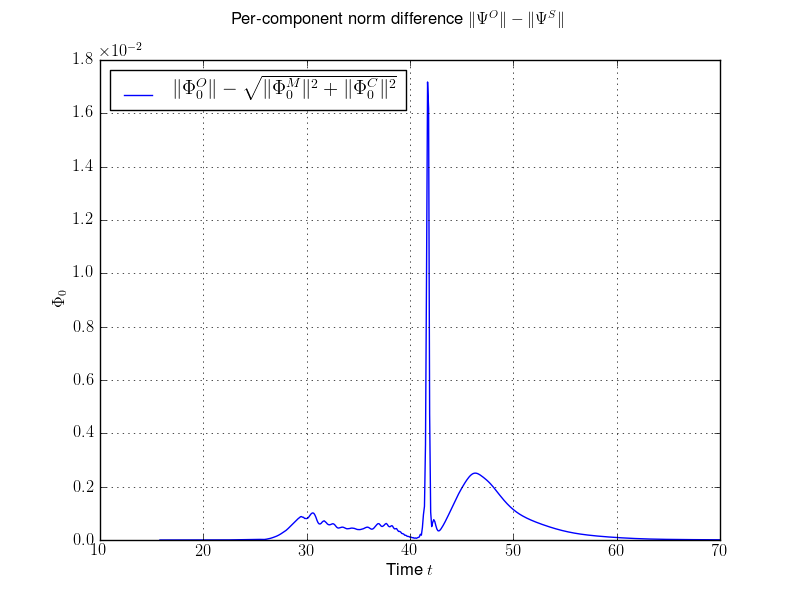 Per-component norm difference ‖Ψ^O‖ − ‖Ψ^S‖
×10^−2
1.8
‖Φ_0^O‖ − √(‖Φ_0^M‖^2 + ‖Φ_0^C‖^2)
1.6
1.4
1.2
1.0
Φ_0
0.8
0.6
0.4
0.2
0.0
10 20 30 40 50 60 70
Time t